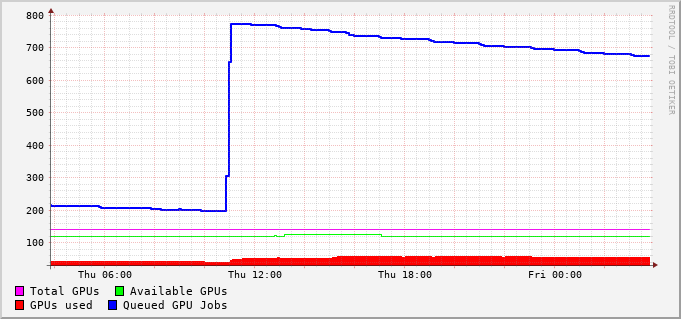 800
700
600
500
400
300
200
100
Thu 06:00 Thu 12:00 Thu 18:00 Fri 00:00
Total GPUs Available GPUs
GPUs used Queued GPU Jobs
RRDTOOL / TOBI OETIKER